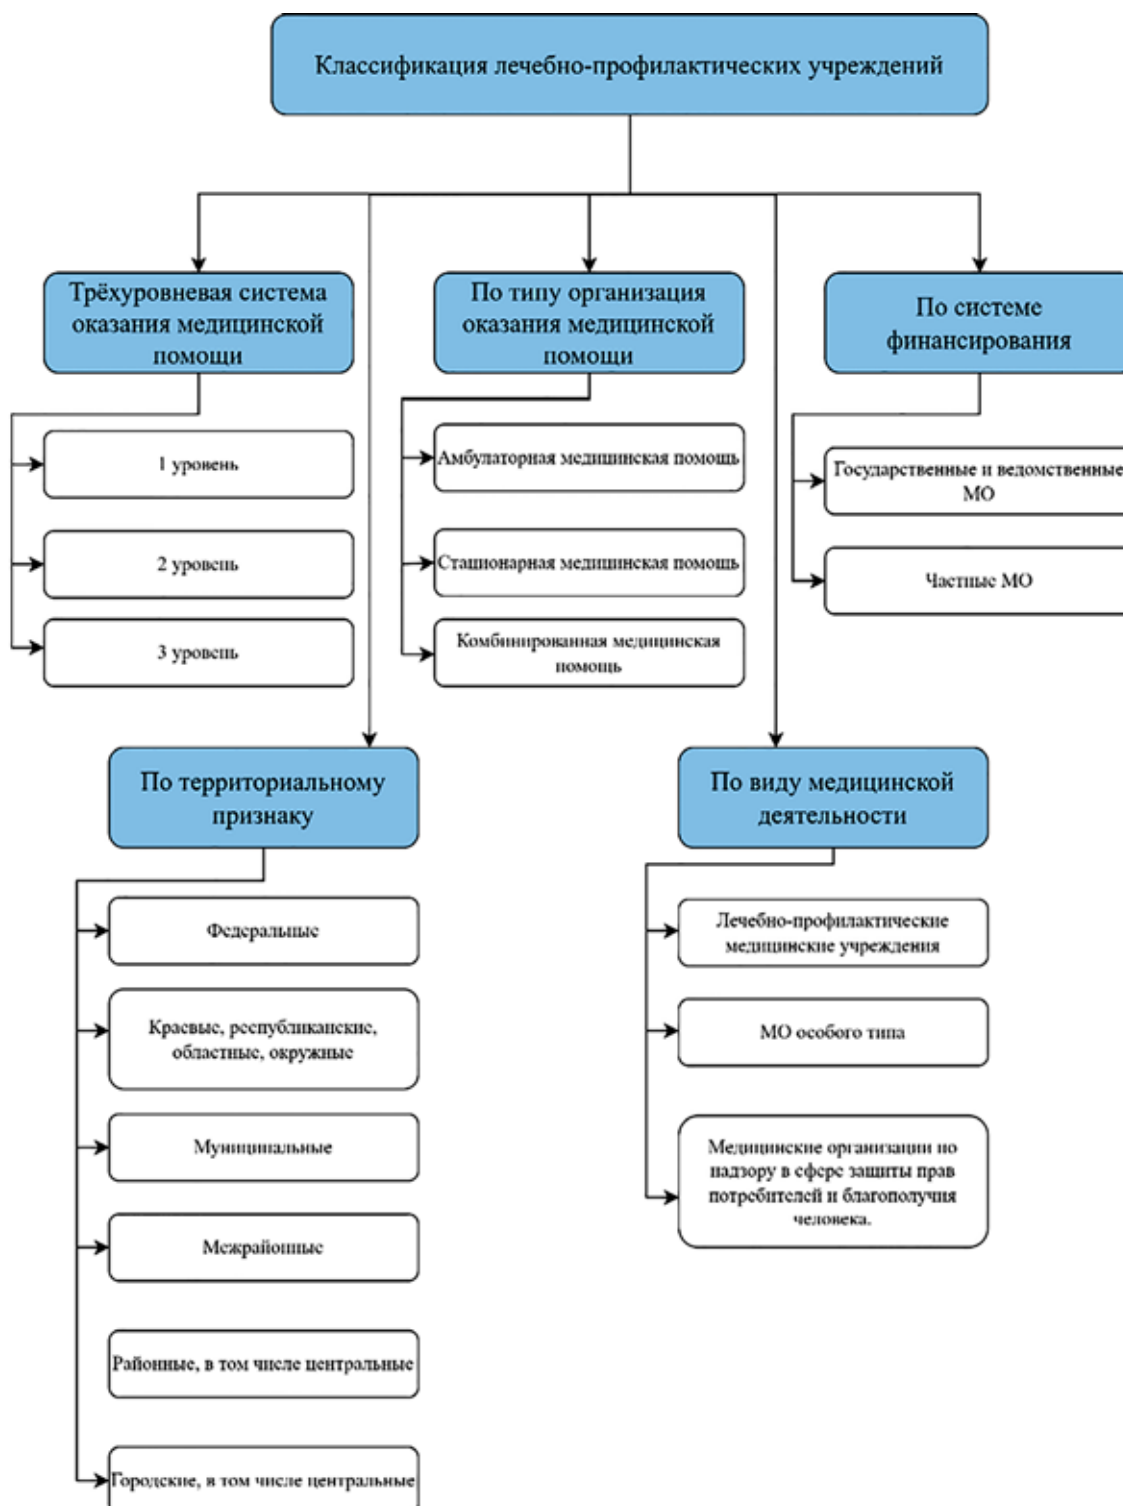 Классификация лечебно-профилактических учреждений
Трёхуровневая система
оказания медицинской
помощи
1 уровень
2 уровень
3 уровень
По типу организация
оказания медицинской
помощи
Амбулаторная медицинская помощь
Стационарная медицинская помощь
Комбинированная медицинская
помощь
По системе
финансирования
Государственные и ведомственные
МО
Частные МО
По территориальному
признаку
Федеральные
Краевые, республиканские,
областные, окружные
Муниципальные
Межрайонные
Районные, в том числе центральные
Городские, в том числе центральные
По виду медицинской
деятельности
Лечебно-профилактические
медицинские учреждения
МО особого типа
Медицинские организации по
надзору в сфере защиты прав
потребителей и благополучия
человека.